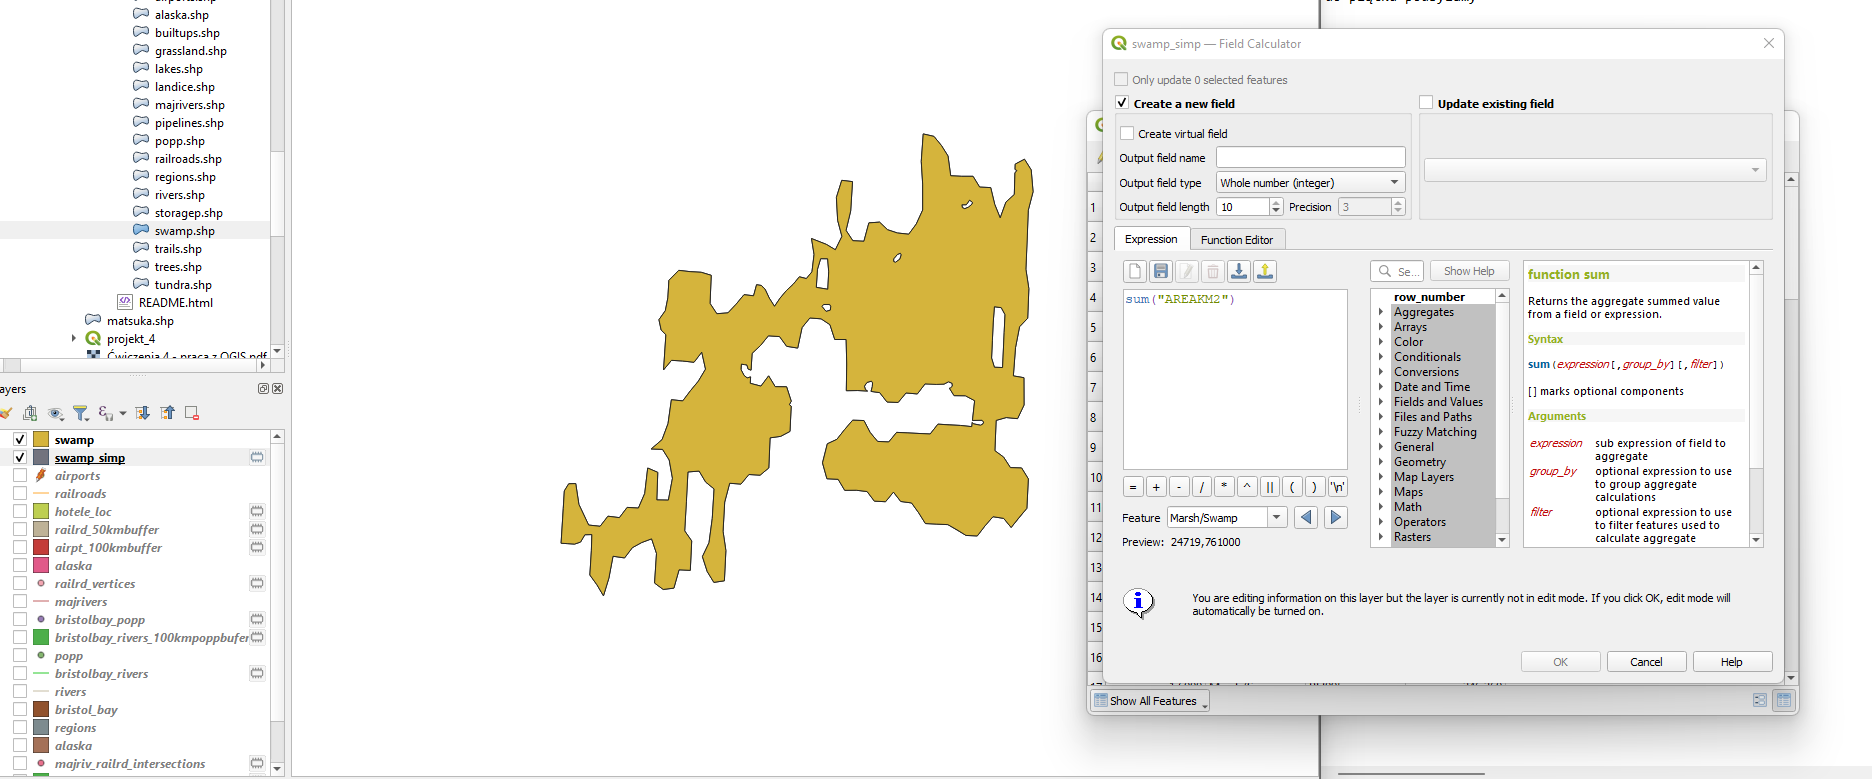 alaska.shp
builtups.shp
grassland.shp
lakes.shp
landice.shp
majrivers.shp
pipelines.shp
popp.shp
railroads.shp
regions.shp
rivers.shp
storagep.shp
swamp.shp
trails.shp
trees.shp
tundra.shp
README.html
matsuka.shp
projekt_4
Ćwiczenia 4 - praca z QGIS.pdf
ayers
swamp
swamp_simp
airports
railroads
hotele_loc
railrd_50kmbuffer
airpt_100kmbuffer
alaska
railrd_vertices
majrivers
bristolbay_popp
bristolbay_rivers_100kmpoppbufer
popp
bristolbay_rivers
rivers
bristol_bay
regions
alaska
majriv_railrd_intersections
swamp_simp — Field Calculator
Only update 0 selected features
Create a new field
Update existing field
Create virtual field
Output field name
Output field type Whole number (integer)
Output field length 10 Precision 3
Expression Function Editor
Se... Show Help
sum("AREAKM2")
row_number
Aggregates
Arrays
Color
Conditionals
Conversions
Date and Time
Fields and Values
Files and Paths
Fuzzy Matching
General
Geometry
Map Layers
Maps
Math
Operators
Rasters
function sum
Returns the aggregate summed value
from a field or expression.
Syntax
sum(expression[,group_by][,filter])
[] marks optional components
Arguments
expression sub expression of field to
aggregate
group_by optional expression to use
to group aggregate
calculations
filter optional expression to use
to filter features used to
calculate aggregate
= + - / * ^ || ( ) '\n'
Feature Marsh/Swamp
Preview: 24719,761000
You are editing information on this layer but the layer is currently not in edit mode. If you click OK, edit mode will
automatically be turned on.
OK Cancel Help
1
2
3
4
5
6
7
8
9
10
11
12
13
14
15
16
Show All Features